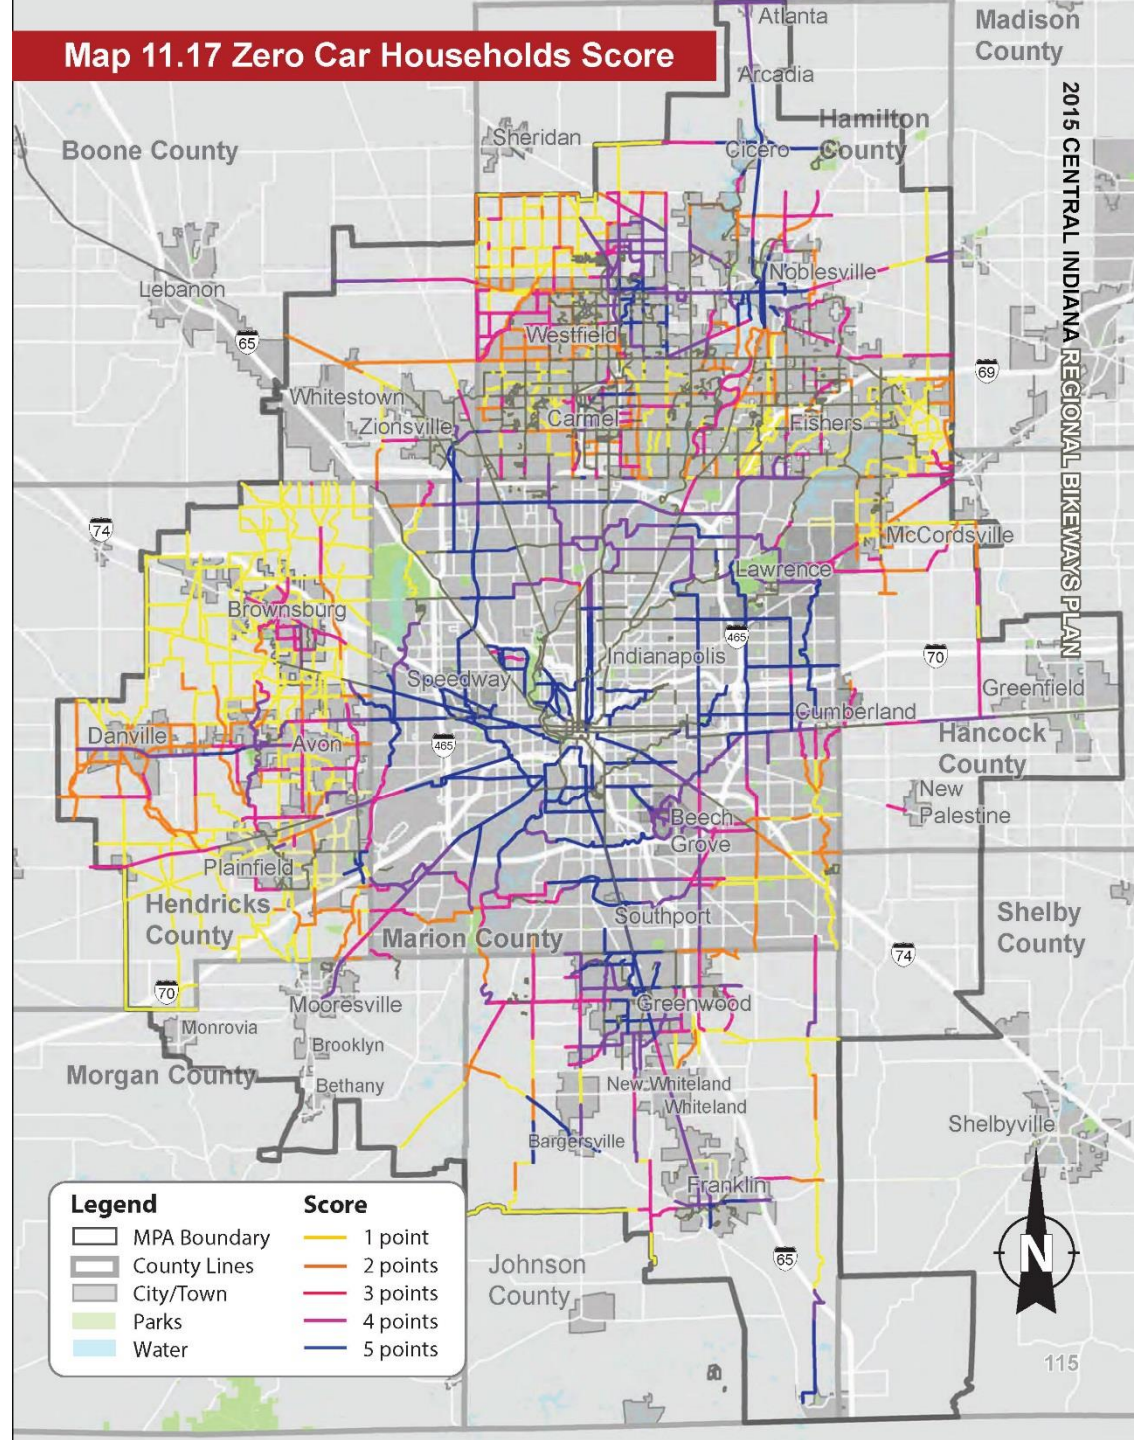 Map 11.17 Zero Car Households Score
2015 CENTRAL INDIANA REGIONAL BIKEWAYS PLAN
Atlanta
Madison
County
Arcadia
Hamilton
County
Sheridan
Cicero
Boone County
Noblesville
Lebanon
Westfield
65
69
Whitestown
Zionsville
Carmel
Fishers
74
McCordsville
Lawrence
Brownsburg
465
Indianapolis
70
Speedway
Greenfield
Cumberland
Danville
Avon
465
Hancock
County
New
Palestine
Beech
Grove
Plainfield
Hendricks
County
Southport
Shelby
County
Marion County
74
70
Mooresville
Greenwood
Monrovia
Brooklyn
Morgan County
Bethany
New Whiteland
Whiteland
Shelbyville
Bargersville
Franklin
65
Johnson
County
N
Legend
MPA Boundary
County Lines
City/Town
Parks
Water
Score
1 point
2 points
3 points
4 points
5 points
115